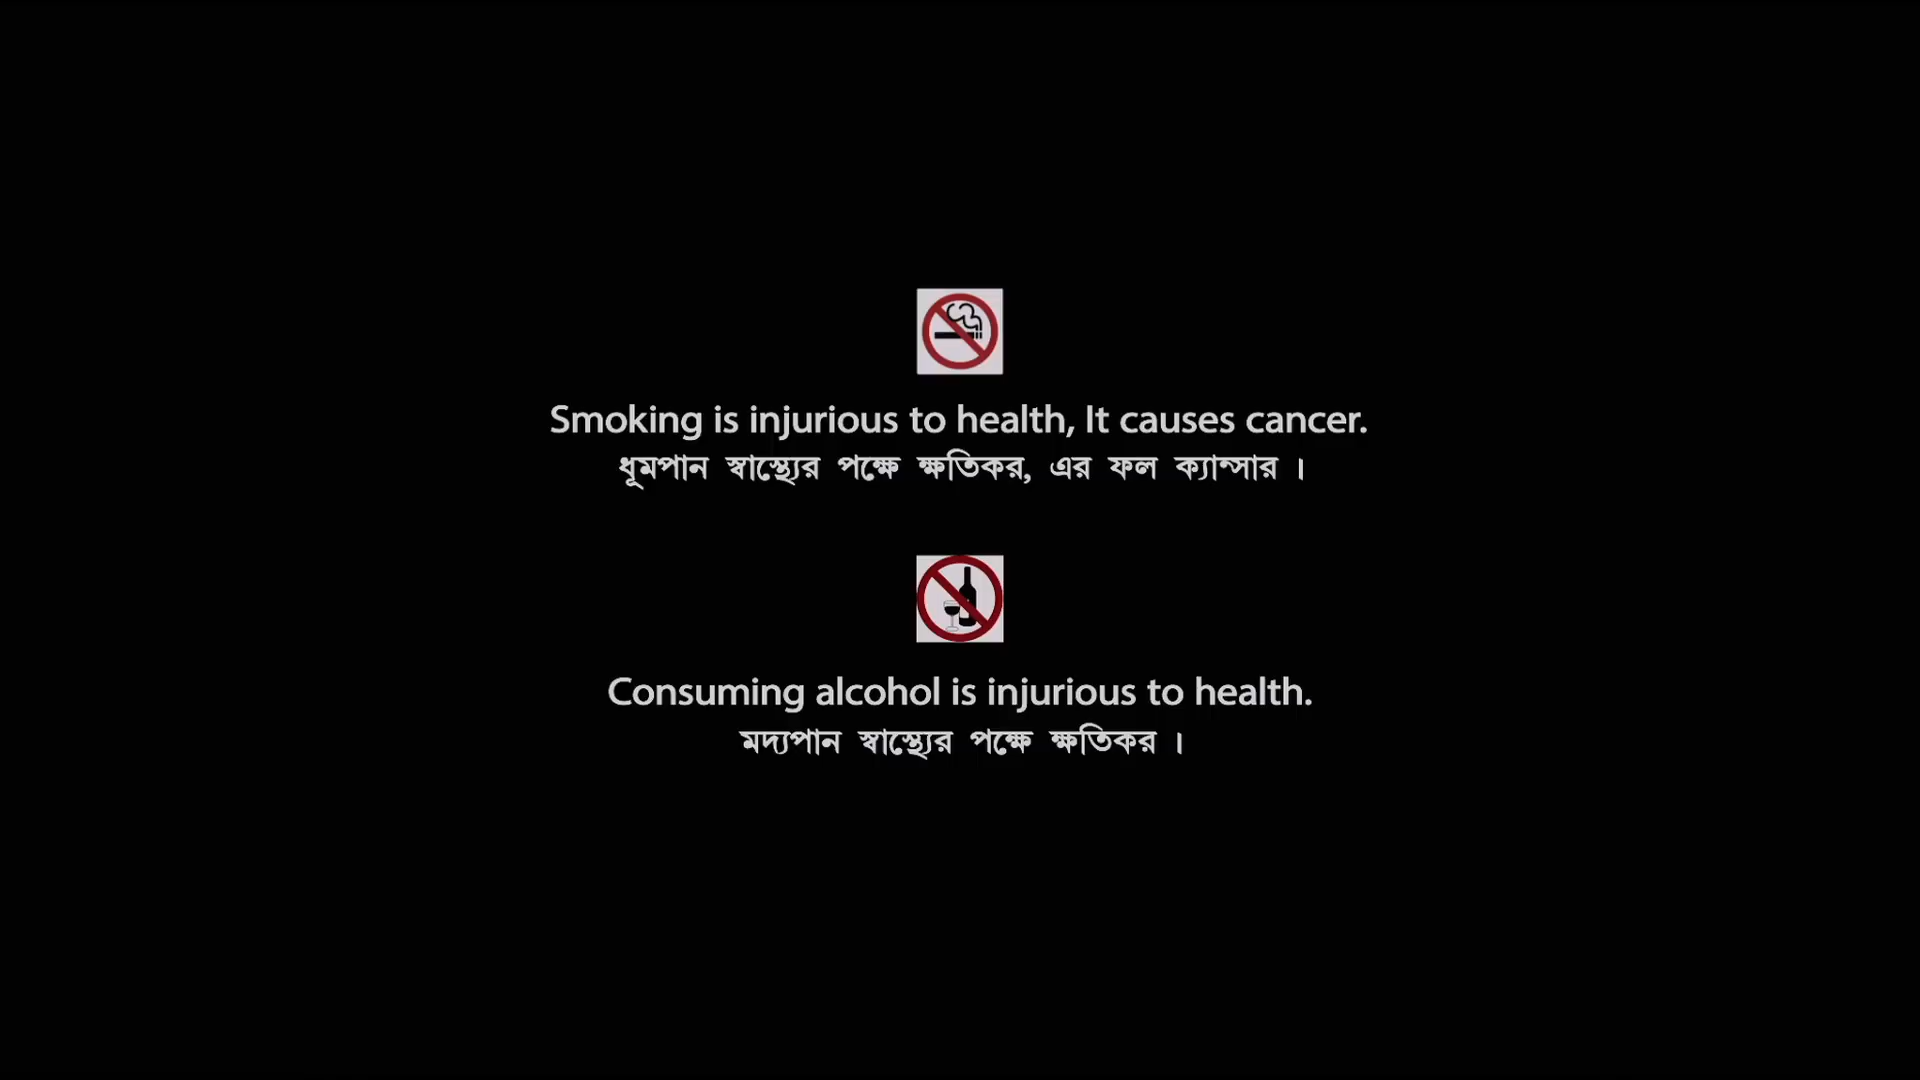 Smoking is injurious to health, It causes cancer.
ধূমপান স্বাস্থ্যের পক্ষে ক্ষতিকর, এর ফল ক্যান্সার ।
Consuming alcohol is injurious to health.
মদ্যপান স্বাস্থ্যের পক্ষে ক্ষতিকর ।